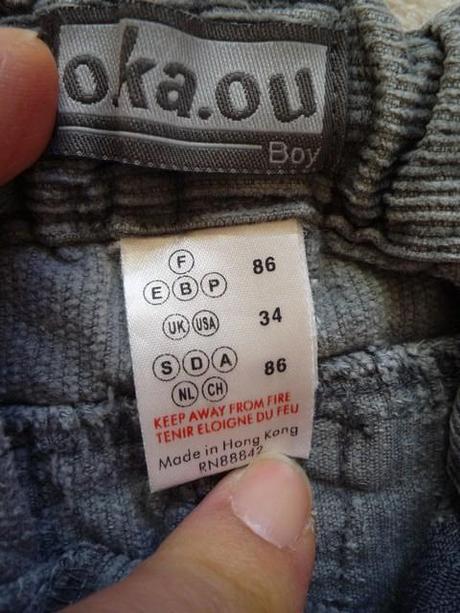 oka.ou
Boy
F
E B P 86
UK USA 34
S D A 86
NL CH
KEEP AWAY FROM FIRE
TENIR ELOIGNE DU FEU
Made in Hong Kong
RN88842